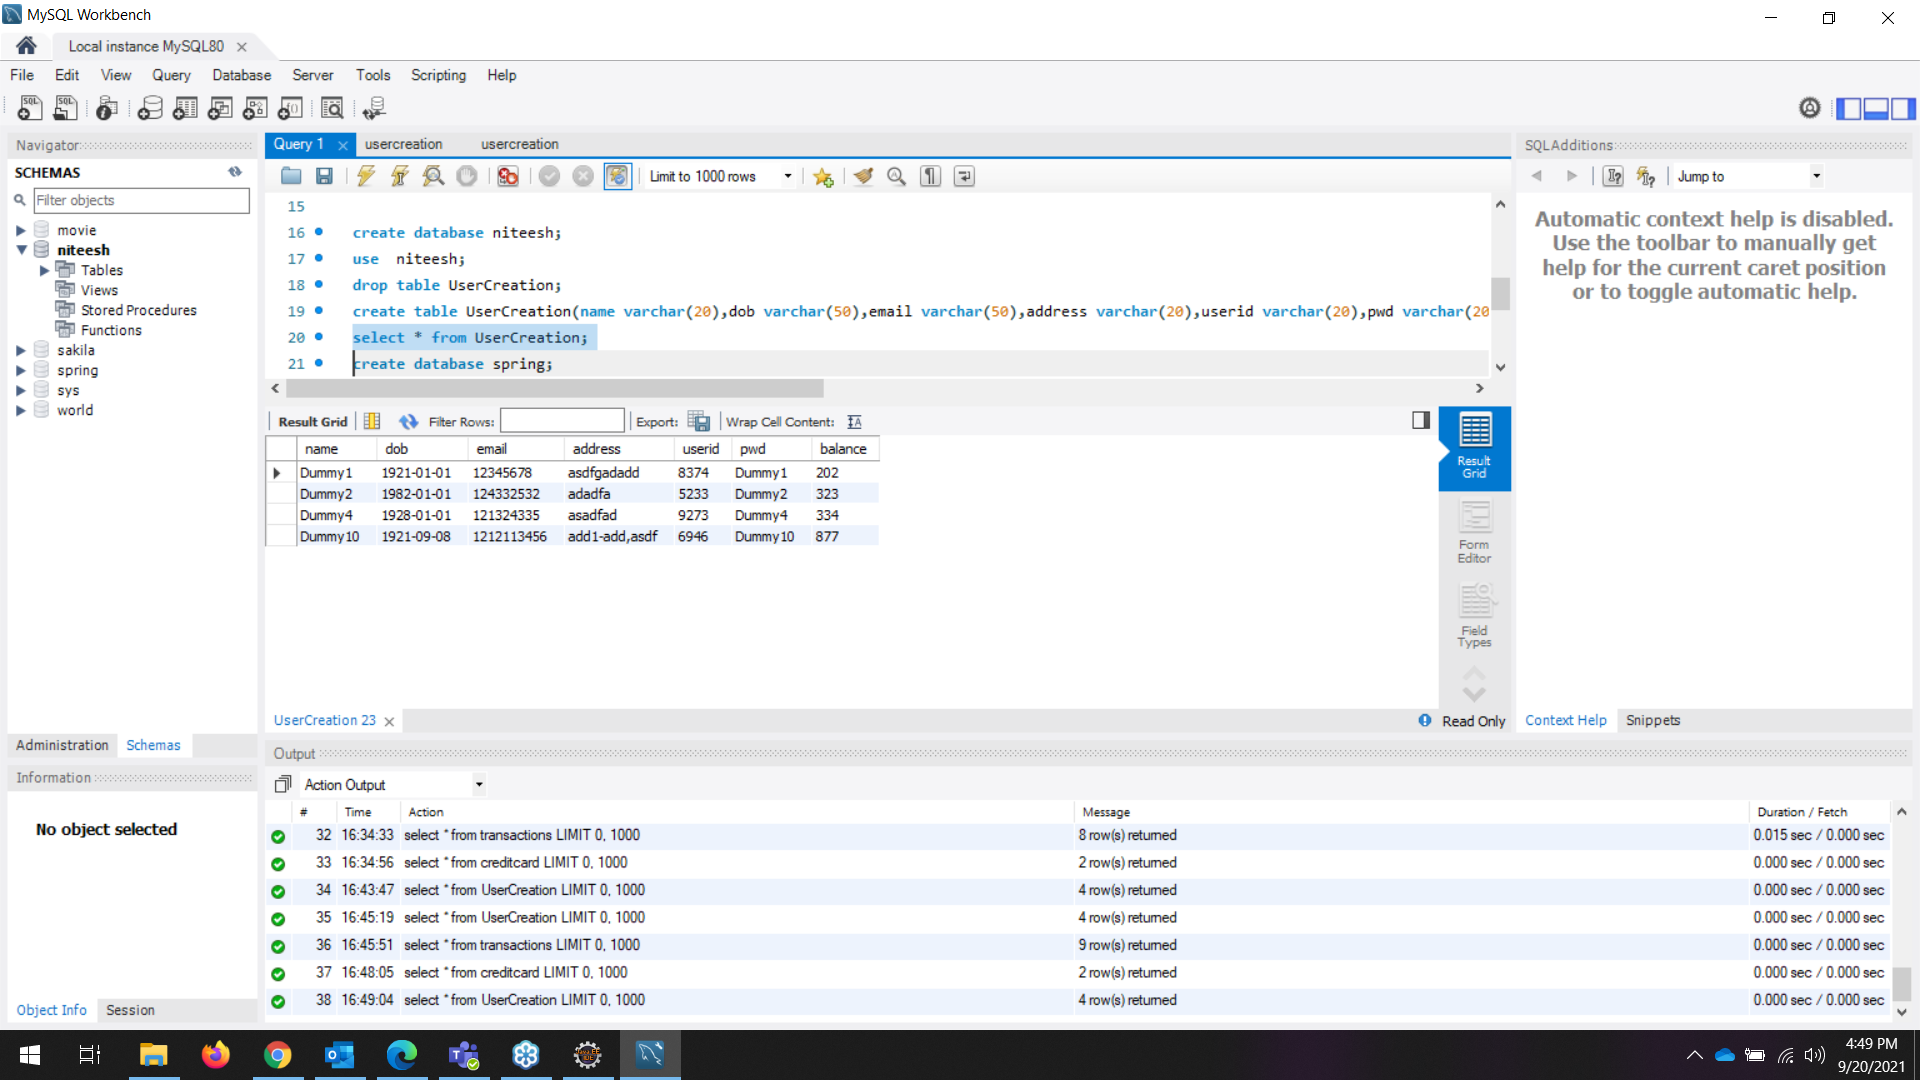 MySQL Workbench
Local instance MySQL80
File Edit View Query Database Server Tools Scripting Help
Navigator
SCHEMAS
Filter objects
movie
niteesh
Tables
Views
Stored Procedures
Functions
sakila
spring
sys
world
Administration Schemas
Information
No object selected
Object Info Session
Query 1 usercreation usercreation
Limit to 1000 rows
15
16 create database niteesh;
17 use niteesh;
18 drop table UserCreation;
19 create table UserCreation(name varchar(20),dob varchar(50),email varchar(50),address varchar(20),userid varchar(20),pwd varchar(20
20 select * from UserCreation;
21 create database spring;
Result Grid Filter Rows: Export: Wrap Cell Content:
name dob email address userid pwd balance
Dummy1 1921-01-01 12345678 asdfgadadd 8374 Dummy1 202
Dummy2 1982-01-01 124332532 adadfa 5233 Dummy2 323
Dummy4 1928-01-01 121324335 asadfad 9273 Dummy4 334
Dummy10 1921-09-08 1212113456 add1-add,asdf 6946 Dummy10 877
Result
Grid
Form
Editor
Field
Types
UserCreation 23
Read Only
SQLAdditions
Jump to
Automatic context help is disabled.
Use the toolbar to manually get
help for the current caret position
or to toggle automatic help.
Context Help Snippets
Output
Action Output
# Time Action Message Duration / Fetch
32 16:34:33 select * from transactions LIMIT 0, 1000 8 row(s) returned 0.015 sec / 0.000 sec
33 16:34:56 select * from creditcard LIMIT 0, 1000 2 row(s) returned 0.000 sec / 0.000 sec
34 16:43:47 select * from UserCreation LIMIT 0, 1000 4 row(s) returned 0.000 sec / 0.000 sec
35 16:45:19 select * from UserCreation LIMIT 0, 1000 4 row(s) returned 0.000 sec / 0.000 sec
36 16:45:51 select * from transactions LIMIT 0, 1000 9 row(s) returned 0.000 sec / 0.000 sec
37 16:48:05 select * from creditcard LIMIT 0, 1000 2 row(s) returned 0.000 sec / 0.000 sec
38 16:49:04 select * from UserCreation LIMIT 0, 1000 4 row(s) returned 0.000 sec / 0.000 sec
4:49 PM
9/20/2021